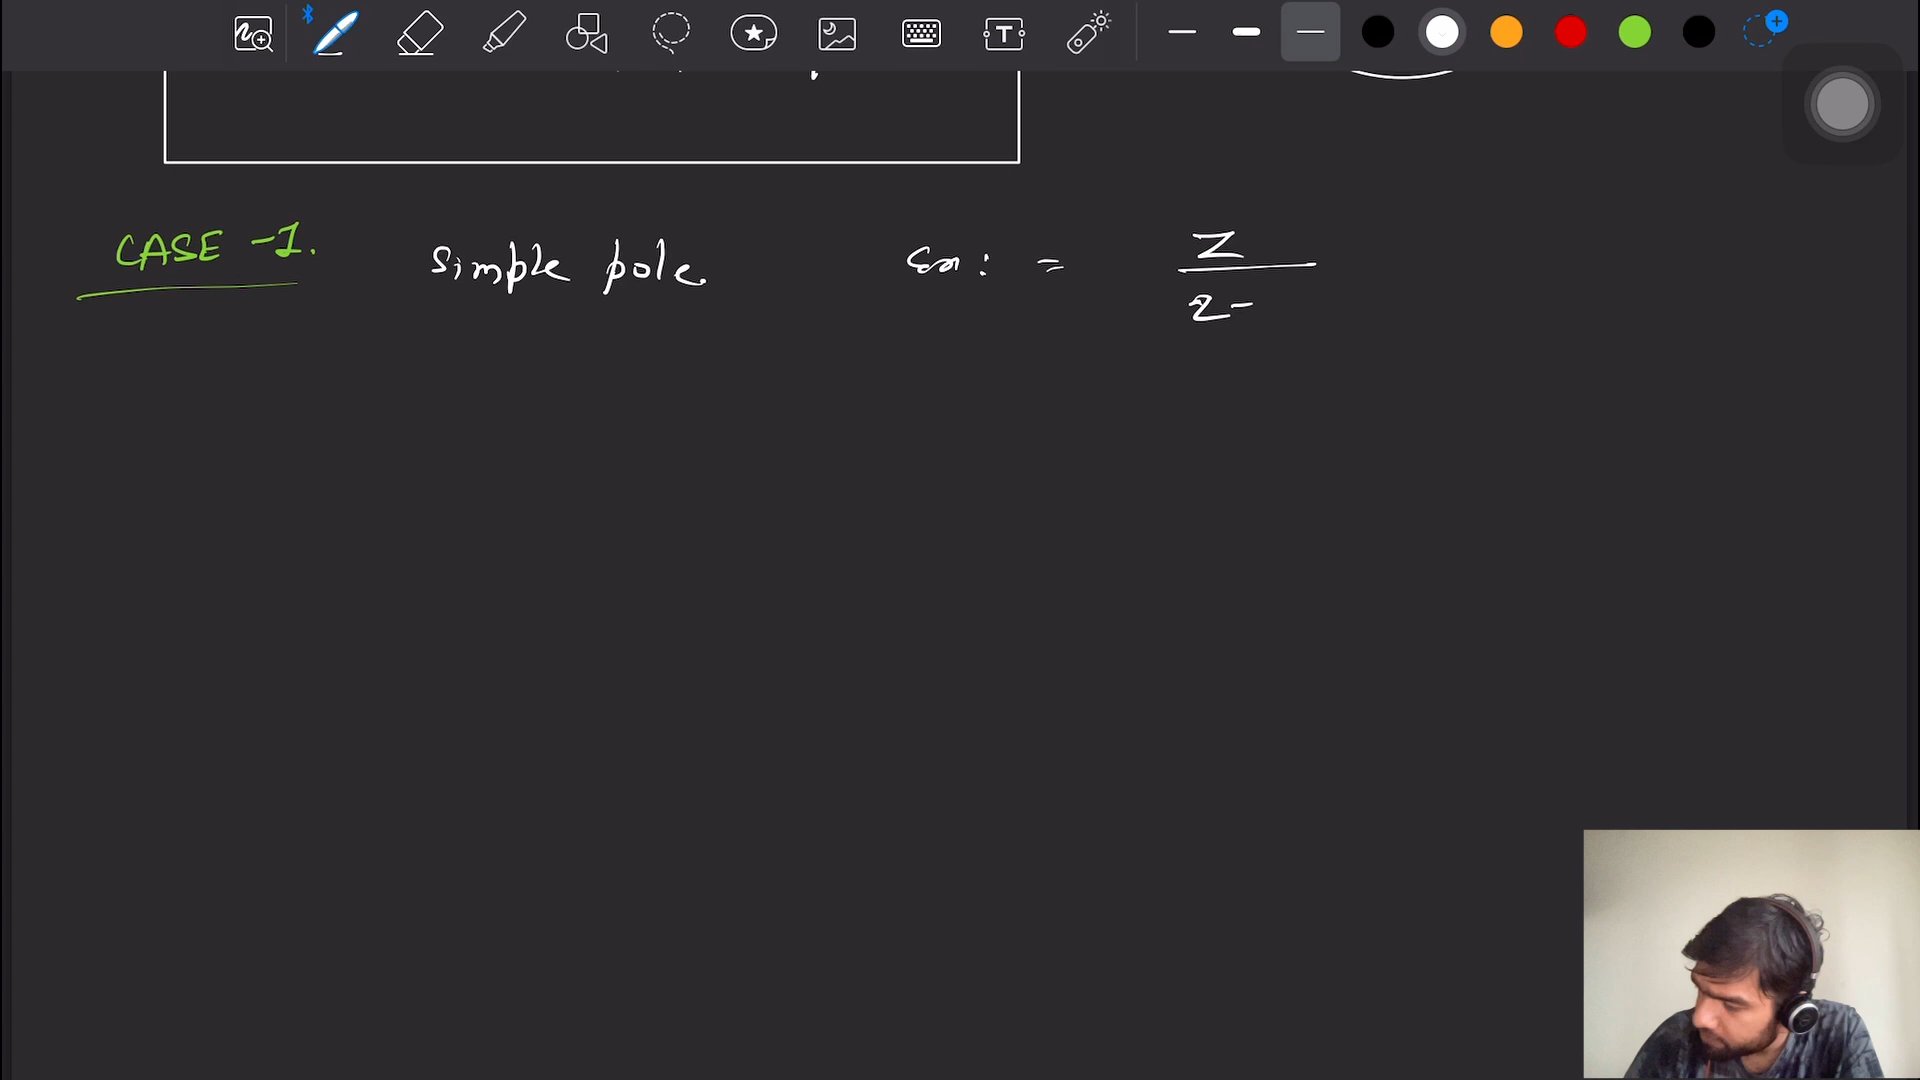 CASE -1. Simple pole Ex: = Z
z-